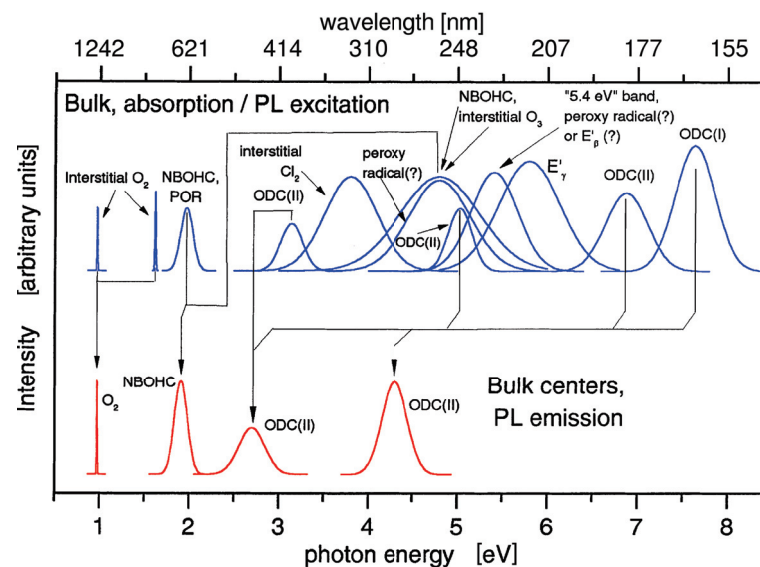 wavelength [nm]
1242 621 414 310 248 207 177 155
Bulk, absorption / PL excitation
NBOHC,
interstitial O₃
"5.4 eV" band,
peroxy radical(?)
or E'β (?)
ODC(I)
interstitial
Cl₂
peroxy
radical(?)
E'γ
ODC(II)
Interstitial O₂
NBOHC,
POR
ODC(II)
ODC(II)
Intensity [arbitrary units]
O₂
NBOHC
ODC(II)
ODC(II)
Bulk centers,
PL emission
1 2 3 4 5 6 7 8
photon energy [eV]